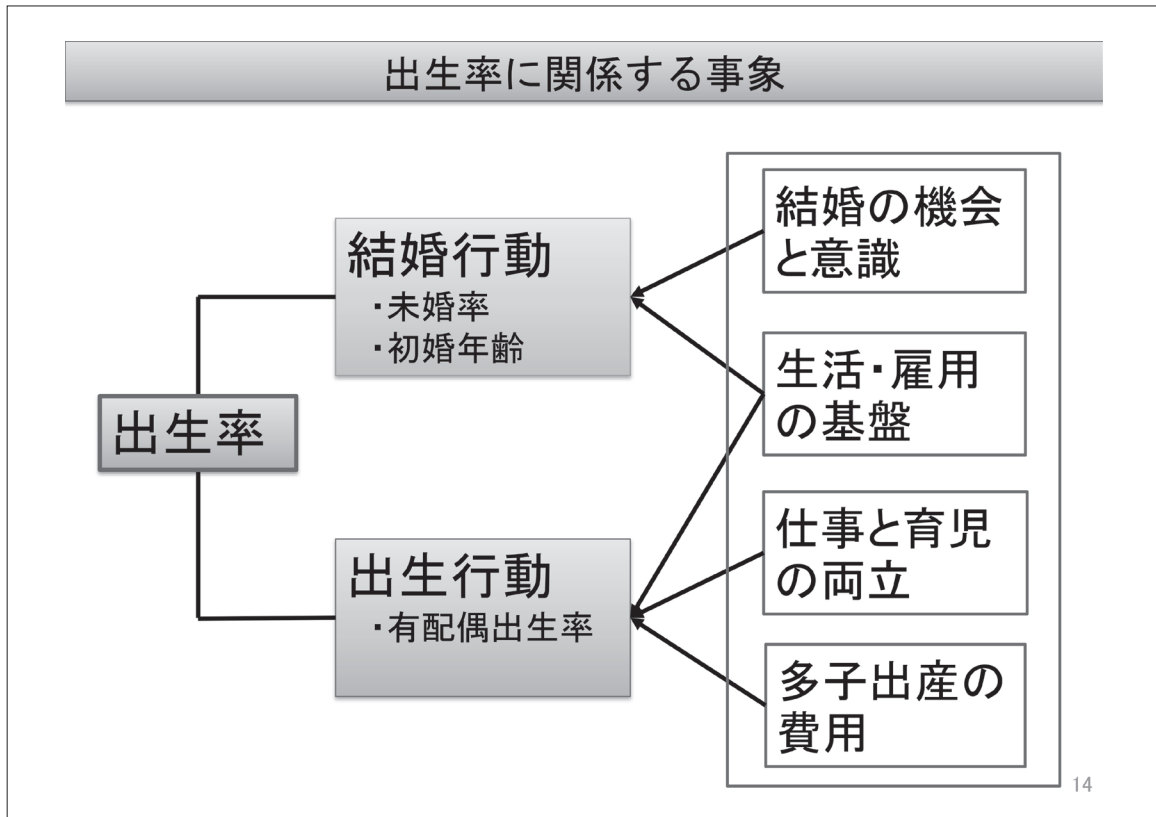 出生率に関係する事象
出生率
結婚行動
・未婚率
・初婚年齢
出生行動
・有配偶出生率
結婚の機会
と意識
生活・雇用
の基盤
仕事と育児
の両立
多子出産の
費用
14